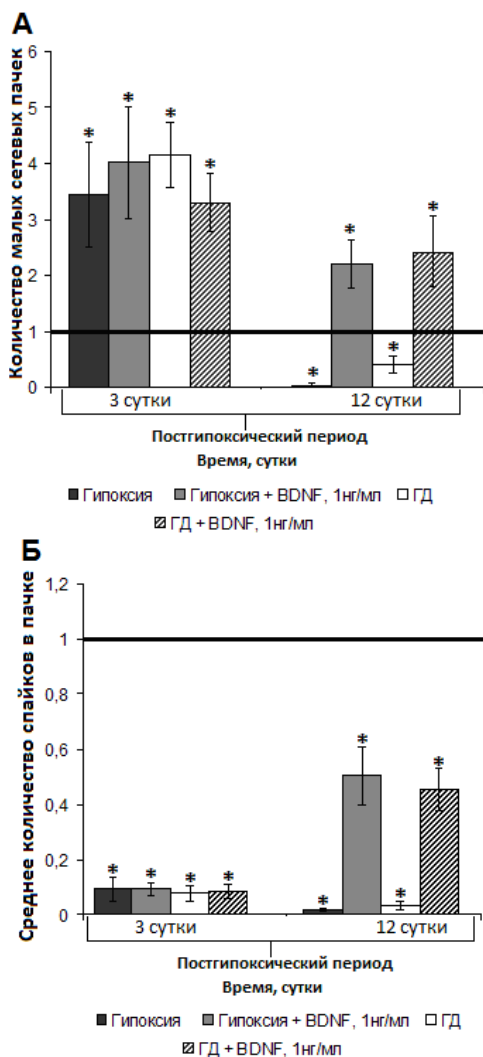 А
Количество малых сетевых пачек
6
5
4
3
2
1
0
* * * * * * * *
3 сутки 12 сутки
Постгипоксический период
Время, сутки
Гипоксия Гипоксия + BDNF, 1нг/мл ГД
ГД + BDNF, 1нг/мл
Б
Среднее количество спайков в пачке
1,2
1
0,8
0,6
0,4
0,2
0
* * * * * * * *
3 сутки 12 сутки
Постгипоксический период
Время, сутки
Гипоксия Гипоксия + BDNF, 1нг/мл ГД
ГД + BDNF, 1нг/мл